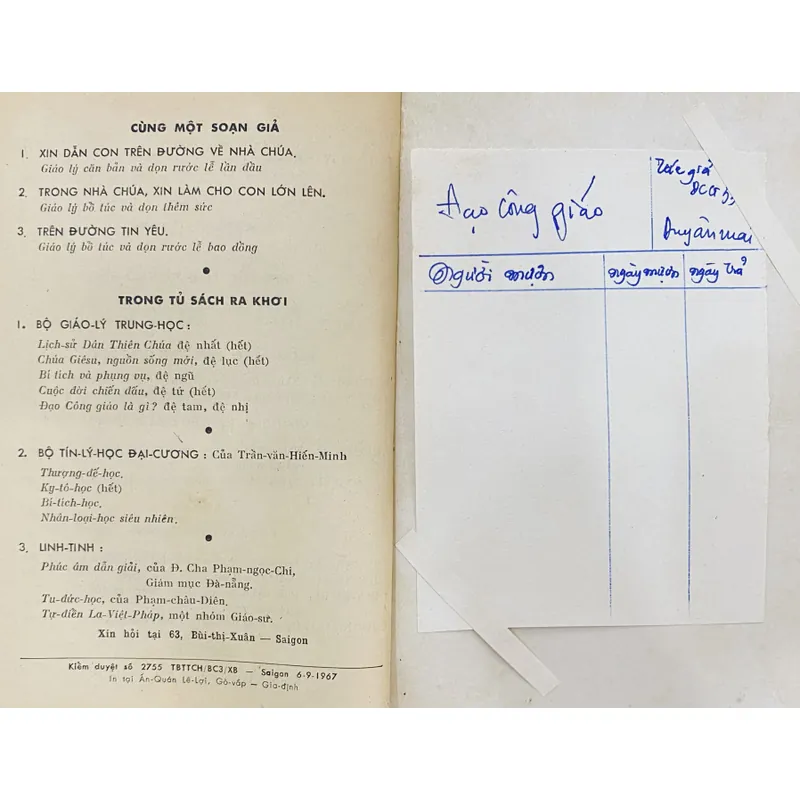 CÙNG MỘT SOẠN GIẢ
1. XIN DẪN CON TRÊN ĐƯỜNG VỀ NHÀ CHÚA.
Giáo lý căn bản và dọn rước lễ lần đầu
2. TRONG NHÀ CHÚA, XIN LÀM CHO CON LỚN LÊN.
Giáo lý bổ túc và dọn thêm sức
3. TRÊN ĐƯỜNG TIN YÊU.
Giáo lý bổ túc và dọn rước lễ bao đồng
TRONG TỦ SÁCH RA KHƠI
1. BỘ GIÁO-LÝ TRUNG-HỌC :
Lịch-sử Dân Thiên Chúa đệ nhất (hết)
Chúa Giêsu, nguồn sống mới, đệ lục (hết)
Bí tích và phụng vụ, đệ ngũ
Cuộc đời chiến đấu, đệ tứ (hết)
Đạo Công giáo là gì ? đệ tam, đệ nhị
2. BỘ TÍN-LÝ-HỌC ĐẠI-CƯƠNG : Của Trần-văn-Hiến-Minh
Thượng-đế-học.
Ky-tô-học (hết)
Bí-tích-học.
Nhân-loại-học siêu nhiên.
3. LINH-TINH :
Phúc âm dẫn giải, của Đ. Cha Phạm-ngọc-Chi,
Giám mục Đà-nẵng.
Tu-đức-học, của Phạm-châu-Diên.
Tự-điển La-Việt-Pháp, một nhóm Giáo-sư.
Xin hỏi tại 63, Bùi-thị-Xuân — Saigon
Kiểm duyệt số 2755 TBTTCH/BC3/XB — Saigon 6-9-1967
In tại Ấn-Quán Lê-Lợi, Gò-vấp — Gia-định
Đạo Công giáo
Tác giả
Người mượn ngày mượn ngày trả